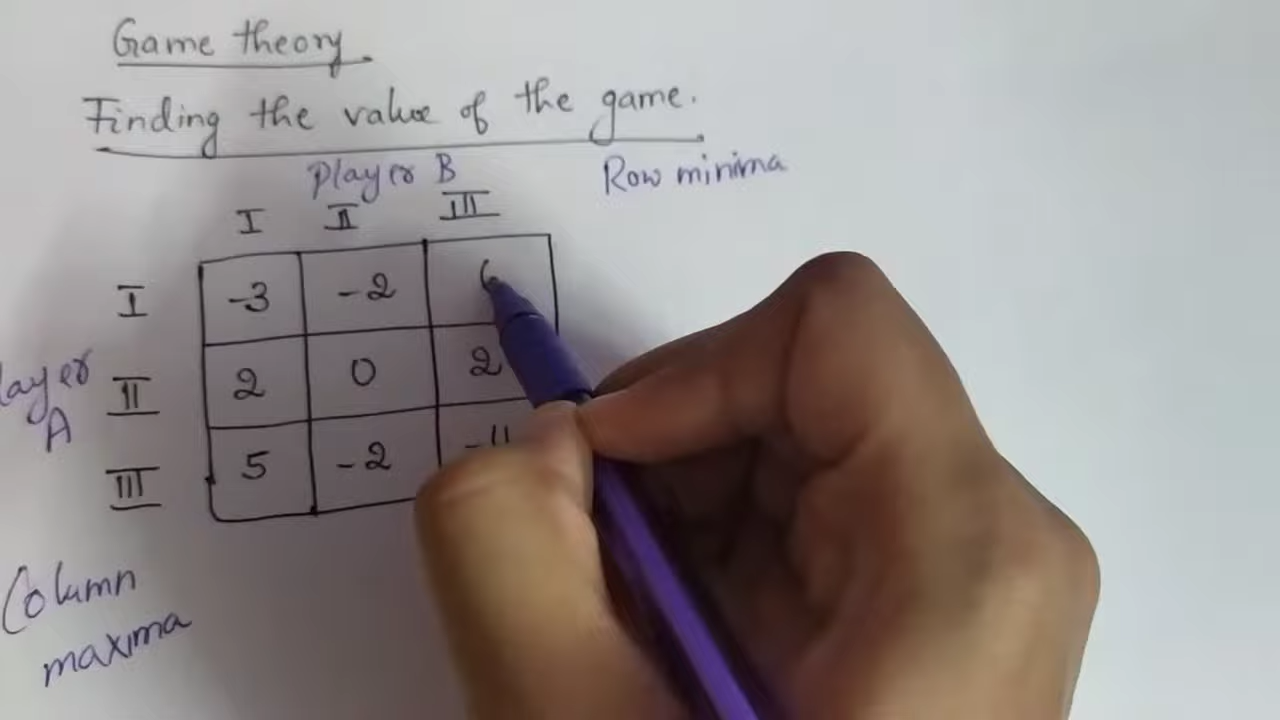 Game theory
Finding the value of the game.
Player B Row minima
I II III
I -3 -2 6
II 2 0 2
A
III 5 -2
Column
maxima